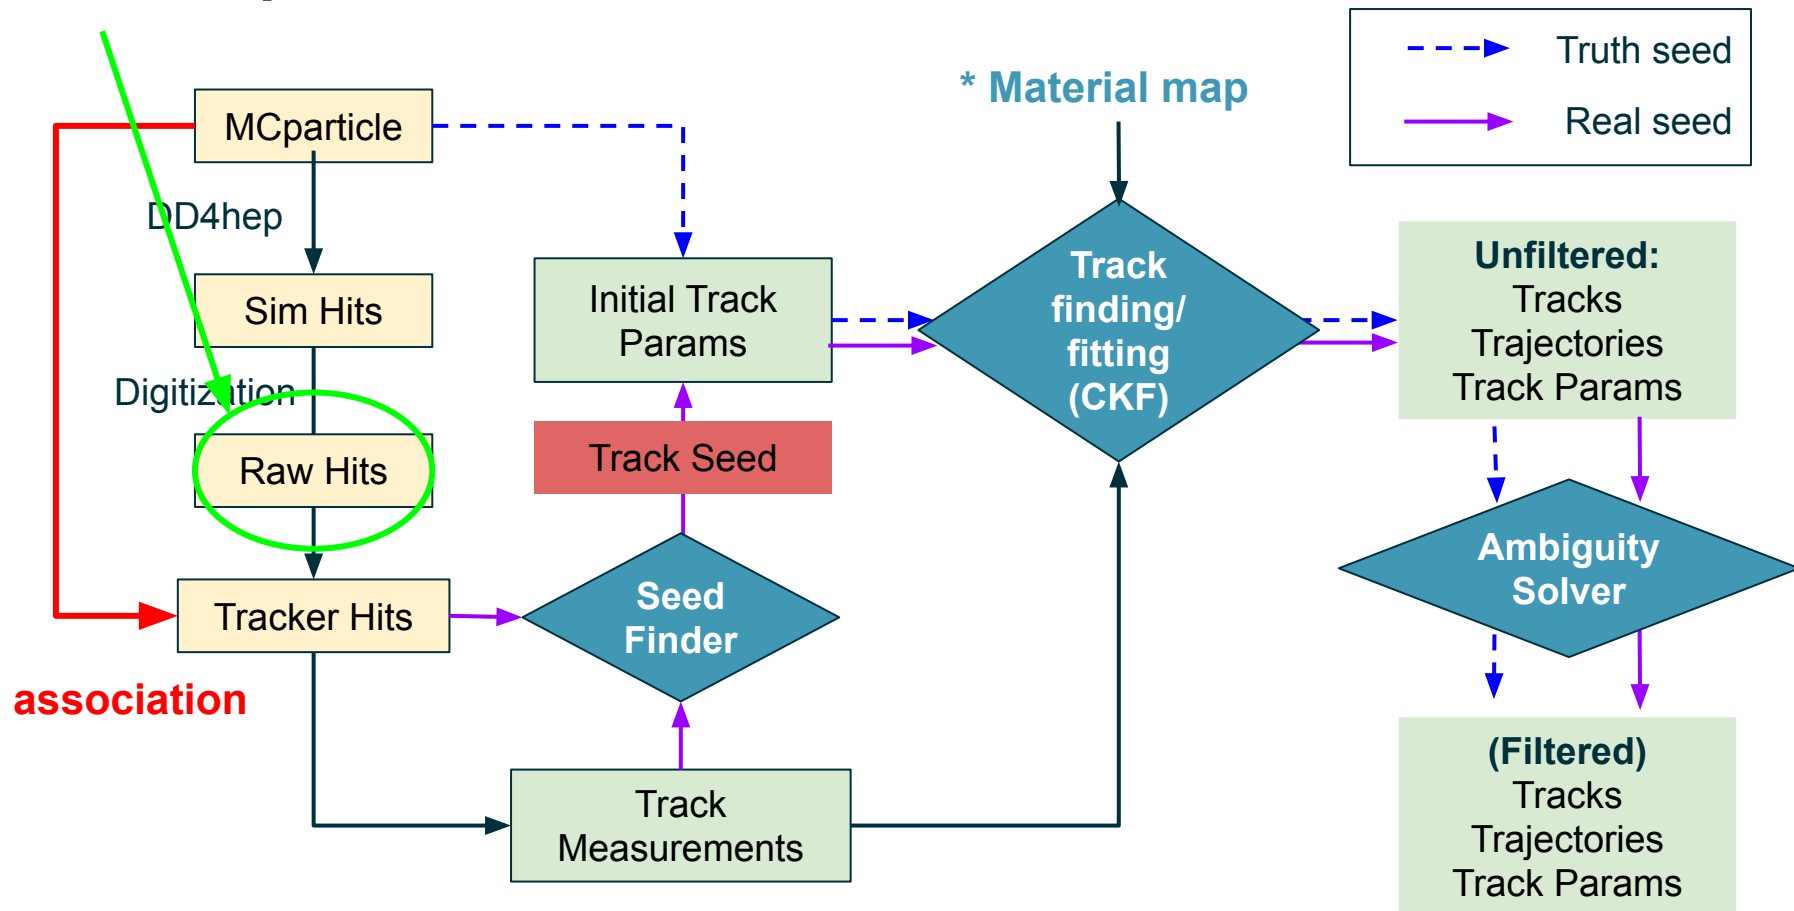 Truth seed
Real seed
* Material map
MCparticle
DD4hep
Sim Hits
Digitization
Raw Hits
Tracker Hits
association
Initial Track
Params
Track Seed
Seed
Finder
Track
Measurements
Track
finding/
fitting
(CKF)
Unfiltered:
Tracks
Trajectories
Track Params
Ambiguity
Solver
(Filtered)
Tracks
Trajectories
Track Params